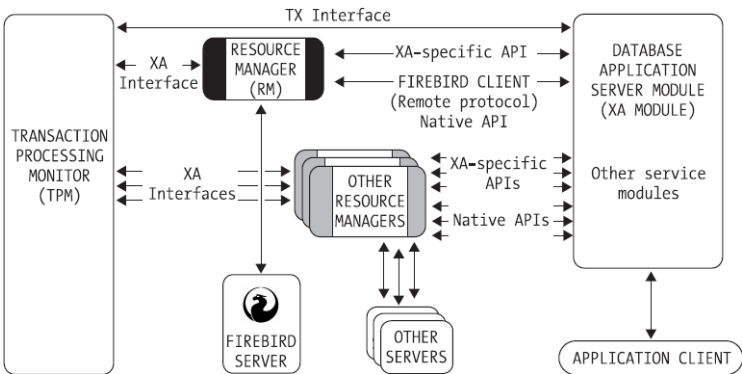 TX Interface
TRANSACTION
PROCESSING
MONITOR
(TPM)
XA
Interface
RESOURCE
MANAGER
(RM)
XA-specific API
FIREBIRD CLIENT
(Remote protocol)
Native API
DATABASE
APPLICATION
SERVER MODULE
(XA MODULE)
Other service
modules
XA
Interfaces
OTHER
RESOURCE
MANAGERS
XA-specific
APIs
Native APIs
FIREBIRD
SERVER
OTHER
SERVERS
APPLICATION CLIENT